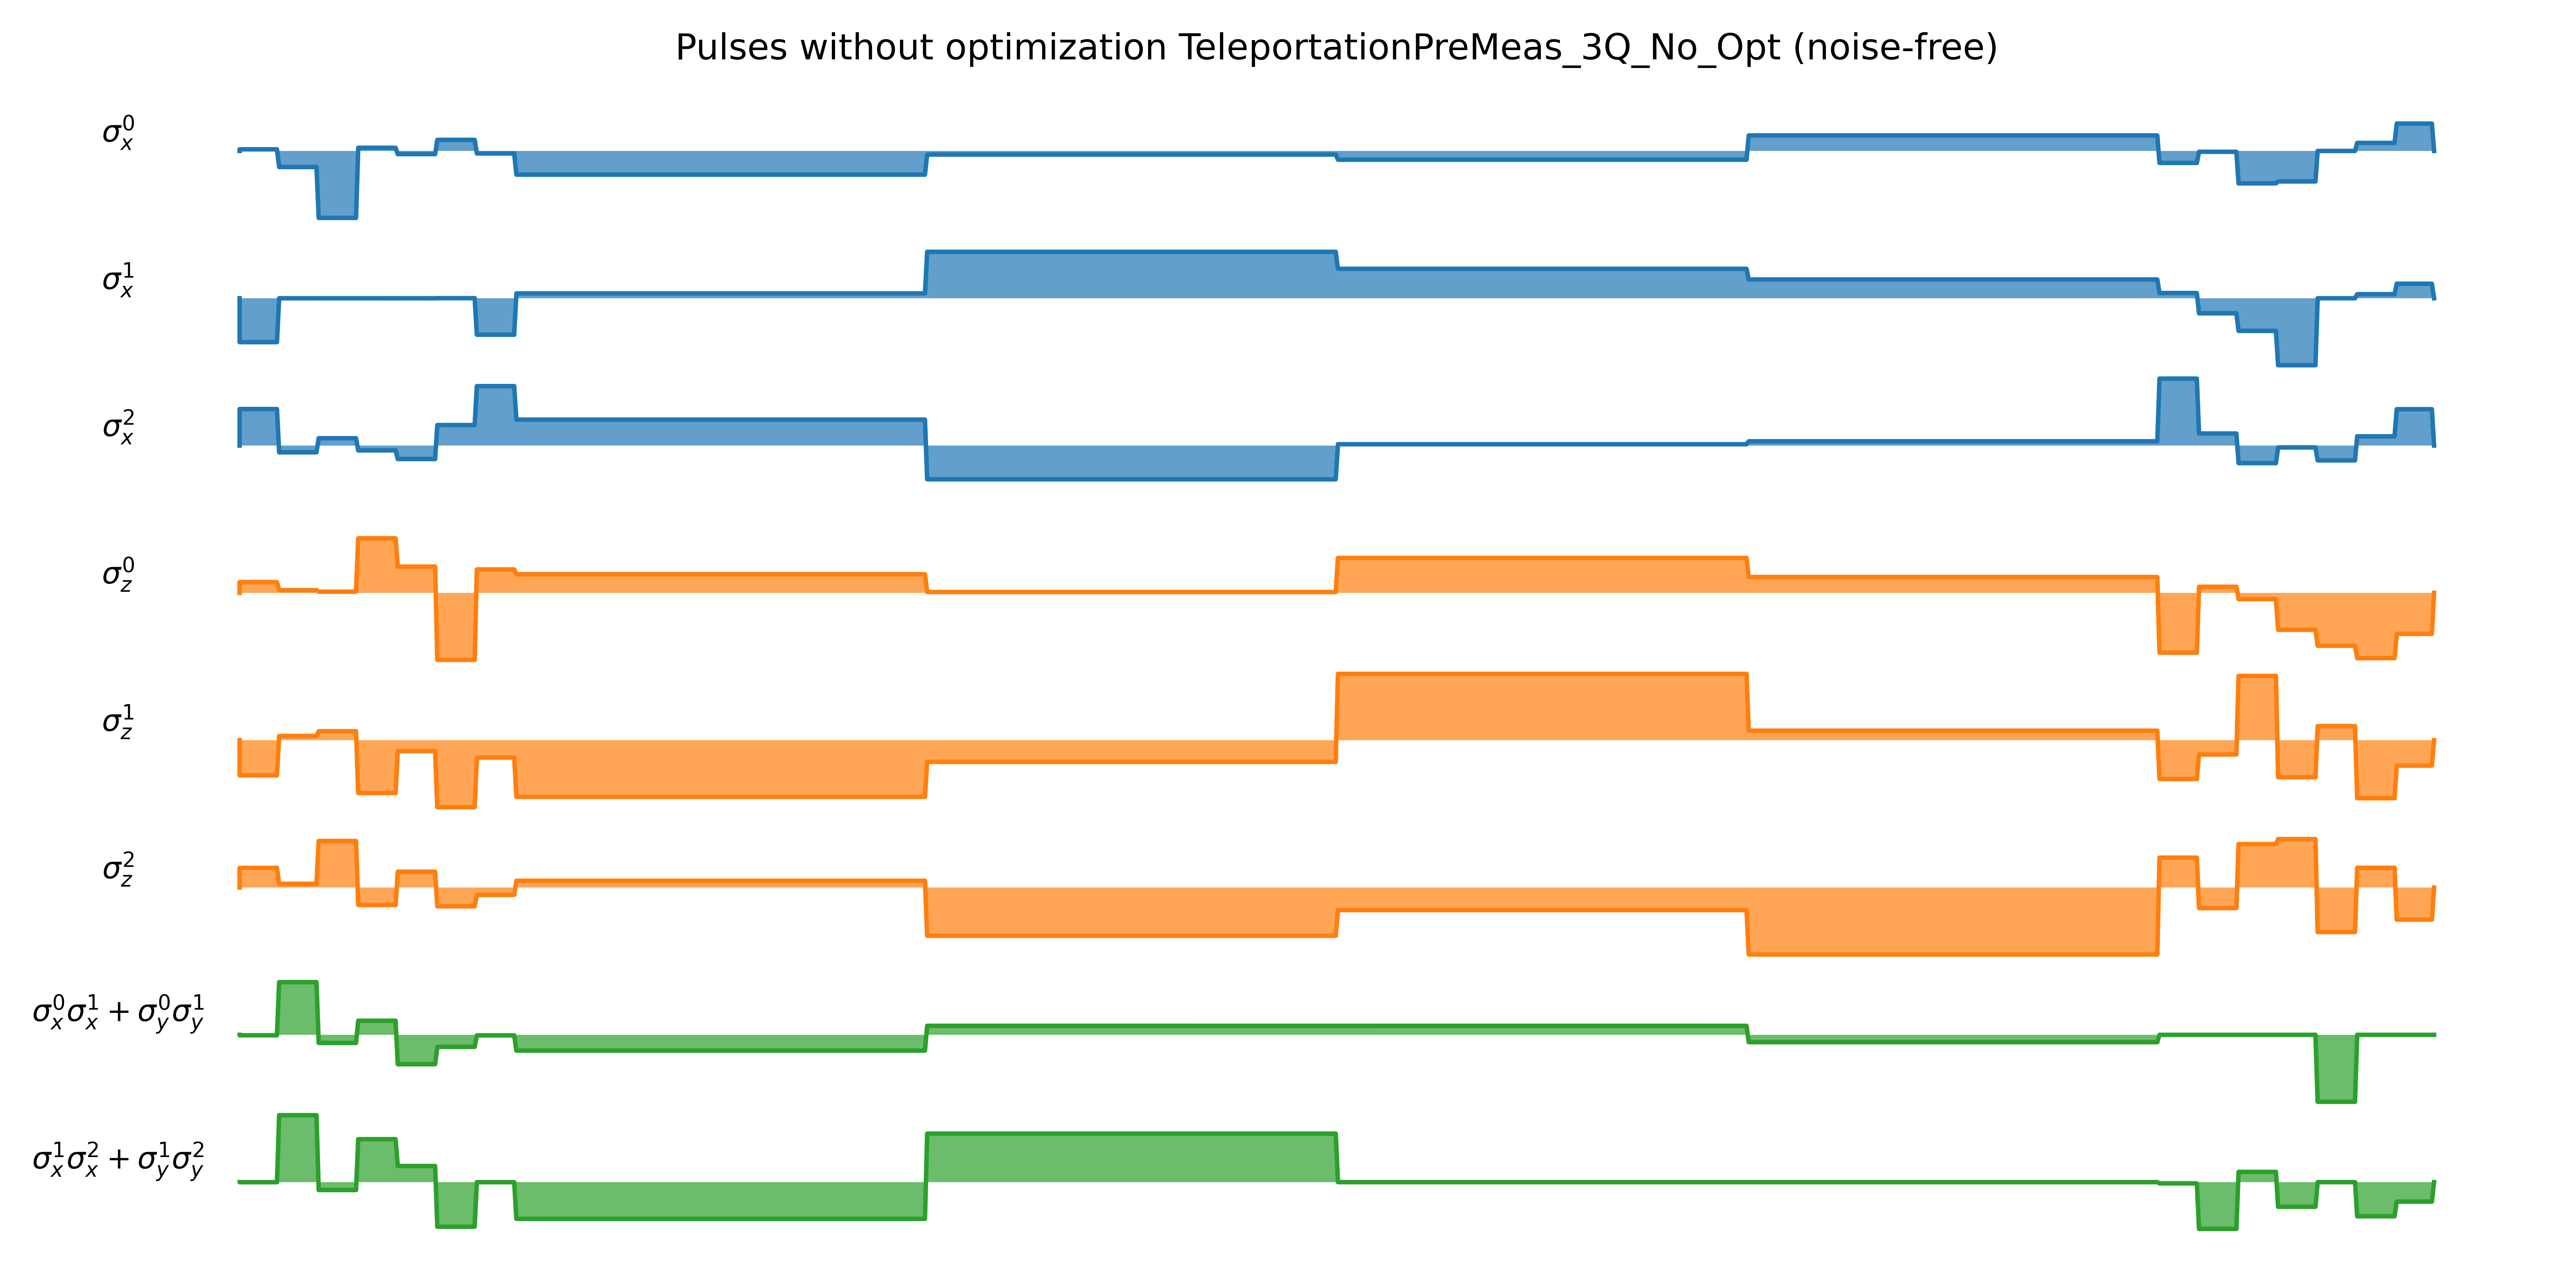 Pulses without optimization TeleportationPreMeas_3Q_No_Opt (noise-free)
σ_x^0
σ_x^1
σ_x^2
σ_z^0
σ_z^1
σ_z^2
σ_x^0σ_x^1 + σ_y^0σ_y^1
σ_x^1σ_x^2 + σ_y^1σ_y^2